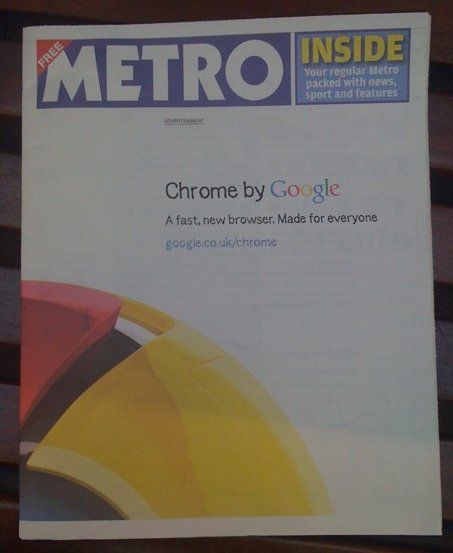 FREE
METRO
INSIDE
Your regular Metro
packed with news,
sport and features
ADVERTISEMENT
Chrome by Google
A fast, new browser. Made for everyone
google.co.uk/chrome